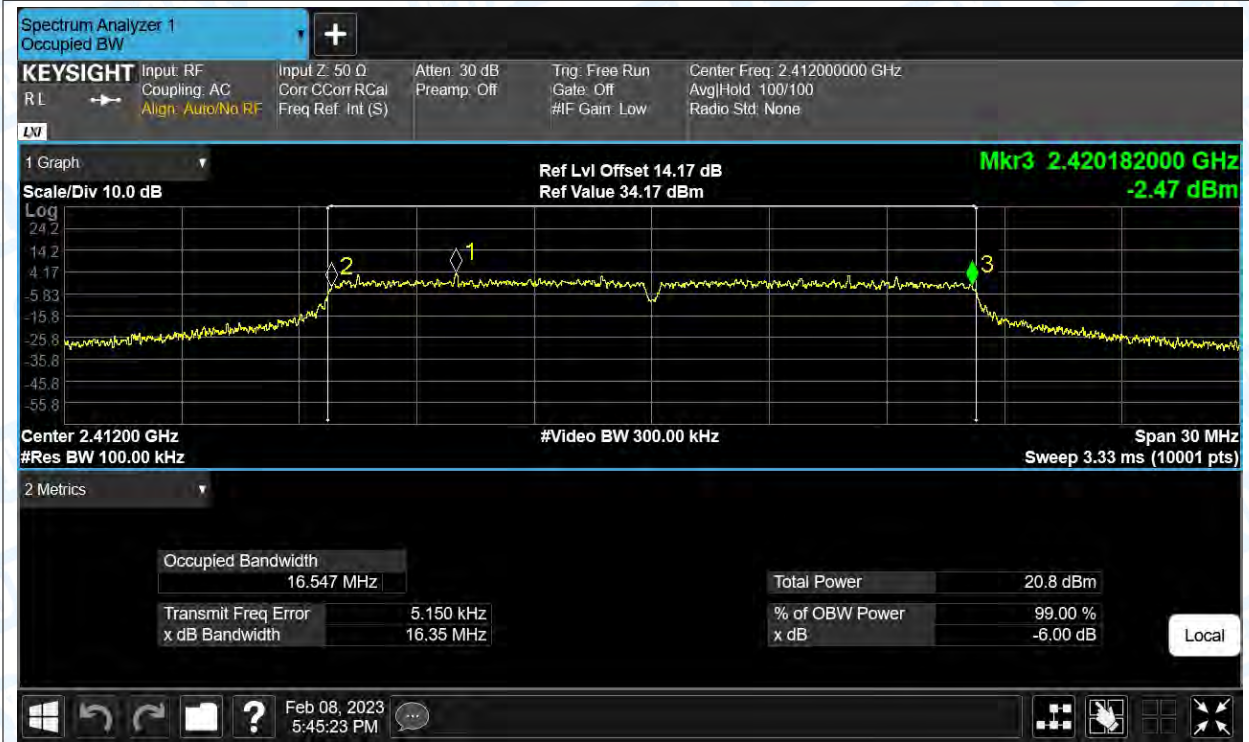 Spectrum Analyzer 1
Occupied BW
+
KEYSIGHT
RL
LXI
Input: RF
Coupling: AC
Align: Auto/No RF
Input Z: 50 Ω
Corr CCorr RCal
Freq Ref: Int (S)
Atten: 30 dB
Preamp: Off
Trig: Free Run
Gate: Off
#IF Gain: Low
Center Freq: 2.412000000 GHz
Avg|Hold: 100/100
Radio Std: None
1 Graph
Scale/Div 10.0 dB
Ref Lvl Offset 14.17 dB
Ref Value 34.17 dBm
Mkr3 2.420182000 GHz
-2.47 dBm
Log
24.2
14.2
4.17
-5.83
-15.8
-25.8
-35.8
-45.8
-55.8
2
1
3
Center 2.41200 GHz
#Res BW 100.00 kHz
#Video BW 300.00 kHz
Span 30 MHz
Sweep 3.33 ms (10001 pts)
2 Metrics
Occupied Bandwidth
16.547 MHz
Transmit Freq Error 5.150 kHz
x dB Bandwidth 16.35 MHz
Total Power 20.8 dBm
% of OBW Power 99.00 %
x dB -6.00 dB
Local
?
Feb 08, 2023
5:45:23 PM